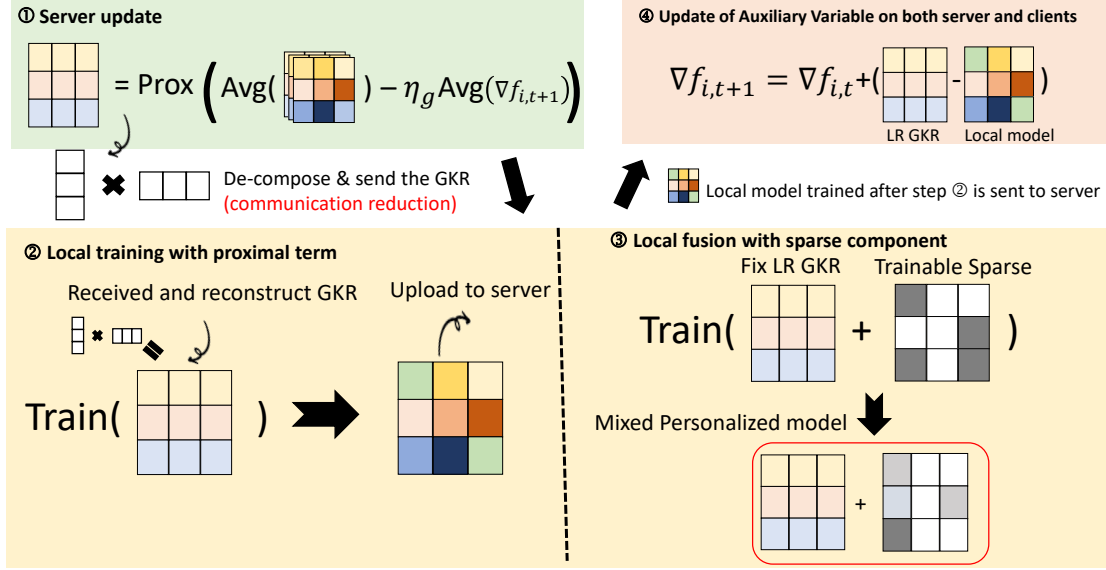 ① Server update
= Prox ( Avg( ) − η_g Avg(∇f_{i,t+1}) )
De-compose & send the GKR
(communication reduction)
④ Update of Auxiliary Variable on both server and clients
∇f_{i,t+1} = ∇f_{i,t}+( - )
LR GKR Local model
Local model trained after step ② is sent to server
② Local training with proximal term
Received and reconstruct GKR
Upload to server
Train( )
③ Local fusion with sparse component
Fix LR GKR Trainable Sparse
Train( + )
Mixed Personalized model
+